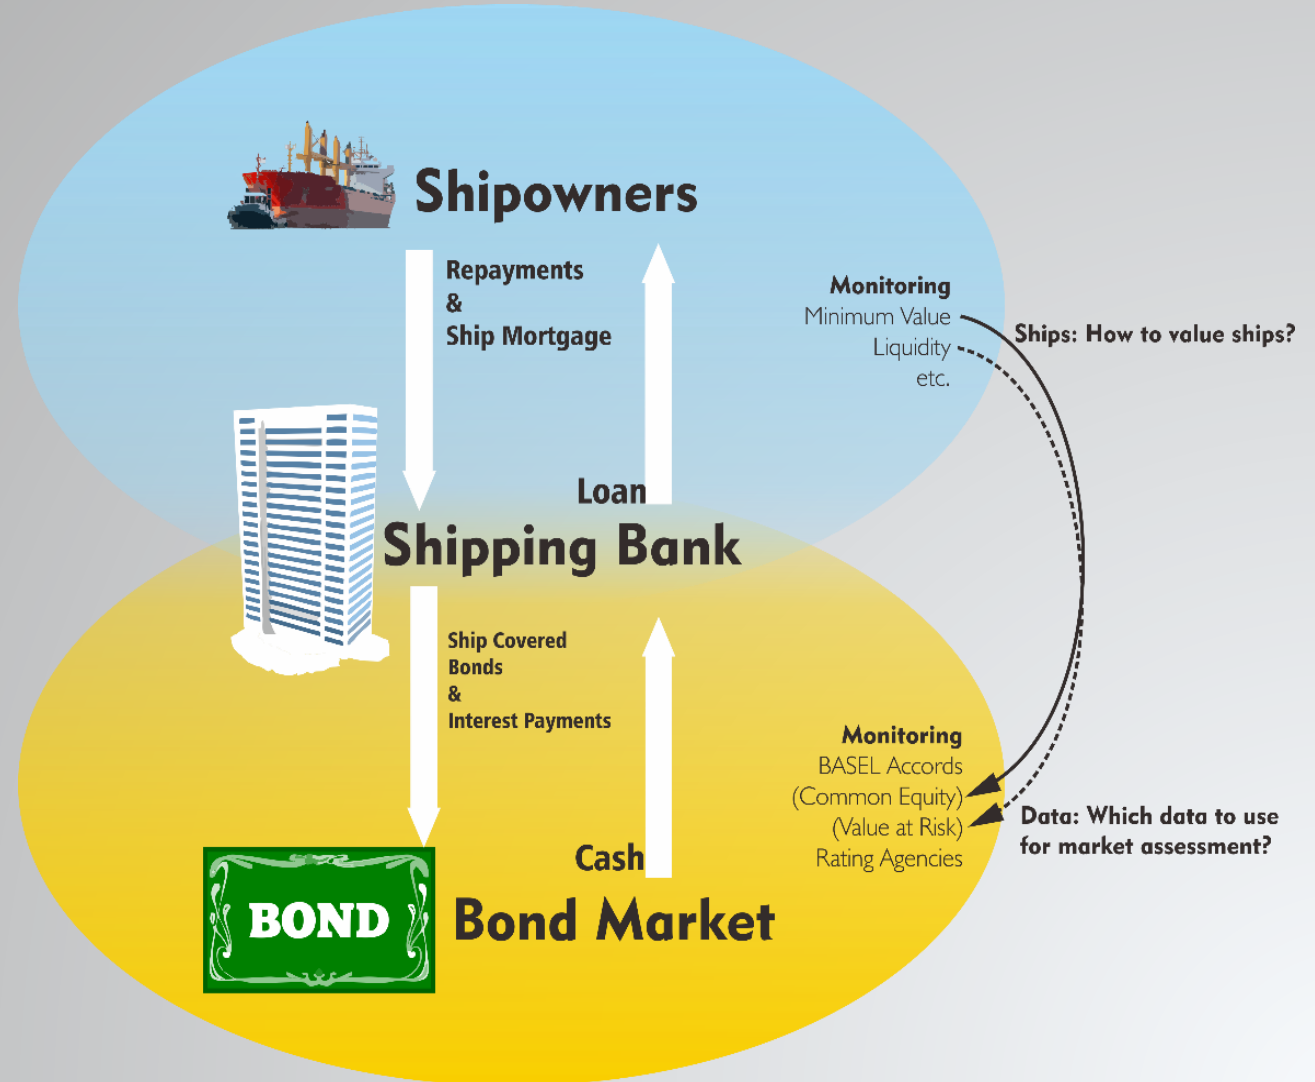 Shipowners
Repayments
&
Ship Mortgage
Monitoring
Minimum Value
Liquidity
etc.
Ships: How to value ships?
Loan
Shipping Bank
Ship Covered
Bonds
&
Interest Payments
Monitoring
BASEL Accords
(Common Equity)
(Value at Risk)
Rating Agencies
Data: Which data to use
for market assessment?
Cash
BOND
Bond Market